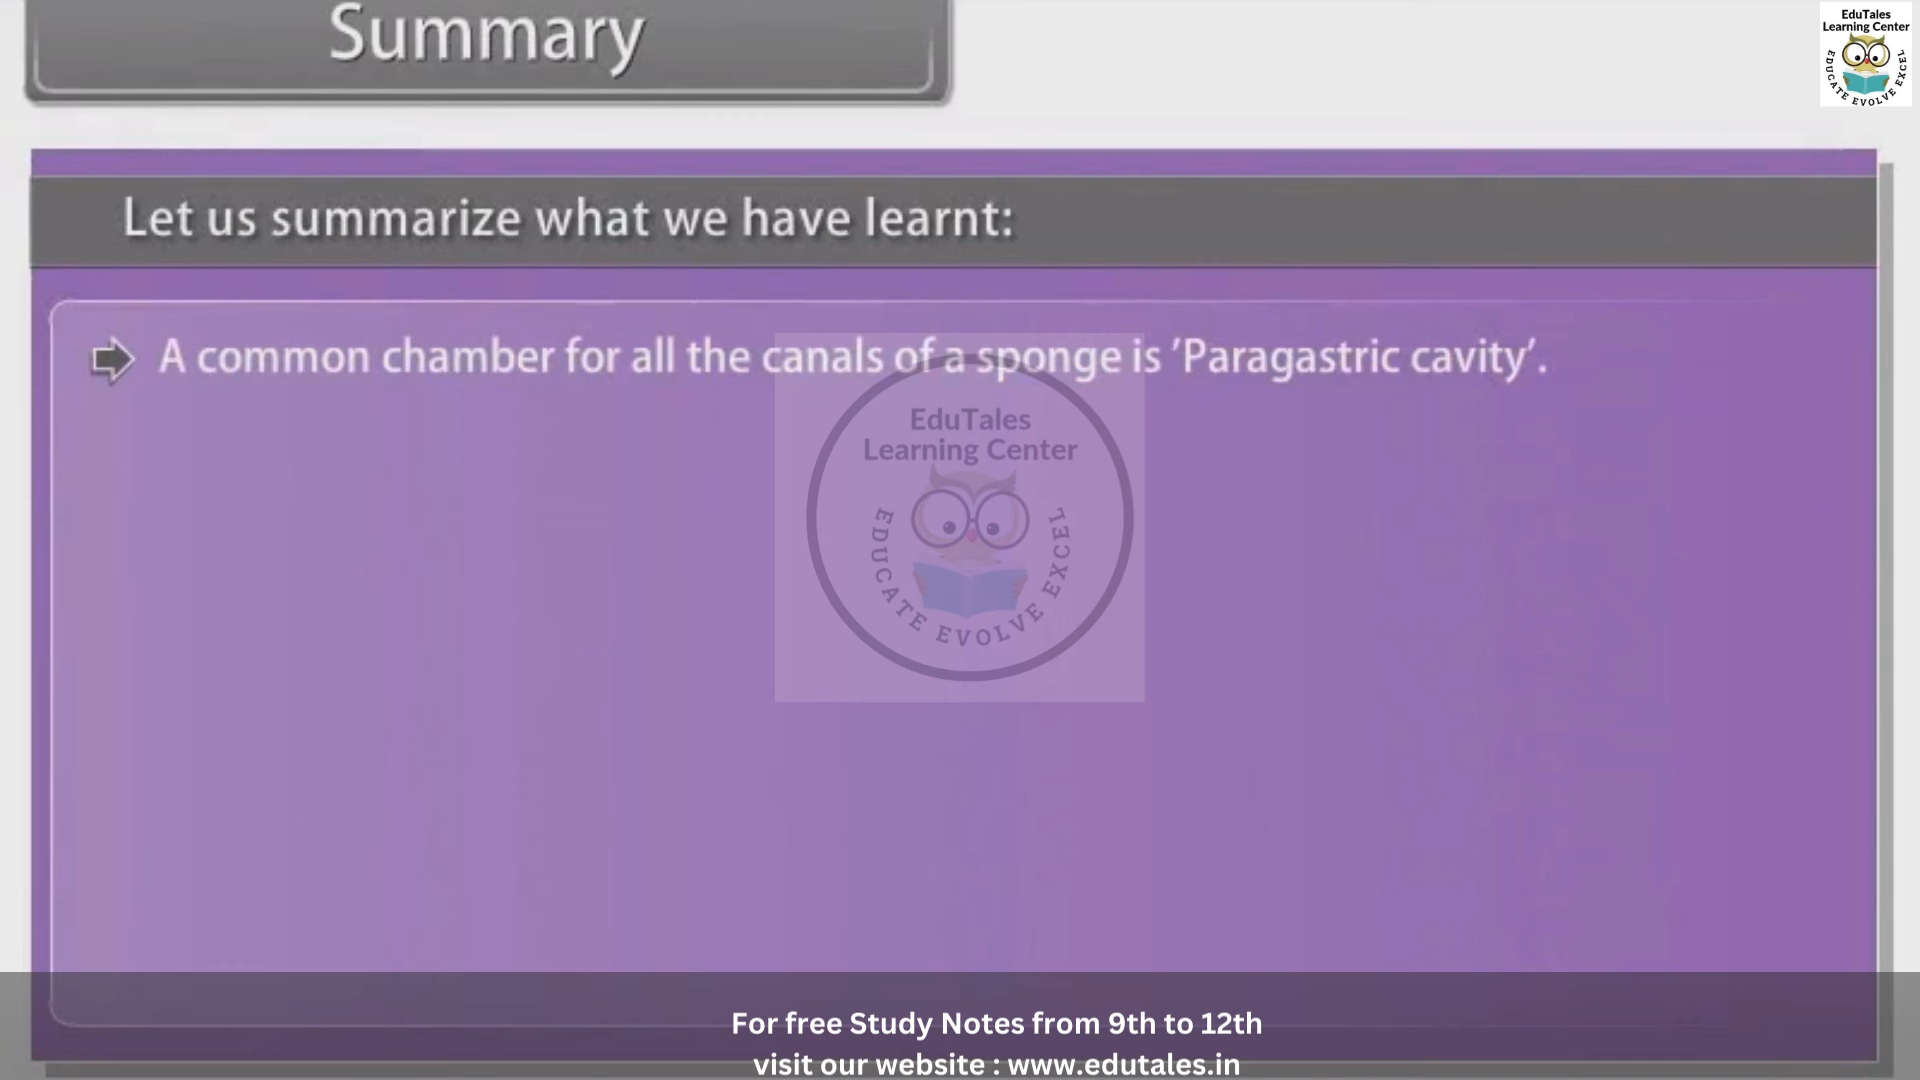 Summary
EduTales
Learning Center
EDUCATE EVOLVE EXCEL
Let us summarize what we have learnt:
A common chamber for all the canals of a sponge is 'Paragastric cavity'.
EduTales
Learning Center
EDUCATE EVOLVE EXCEL
For free Study Notes from 9th to 12th
visit our website : www.edutales.in